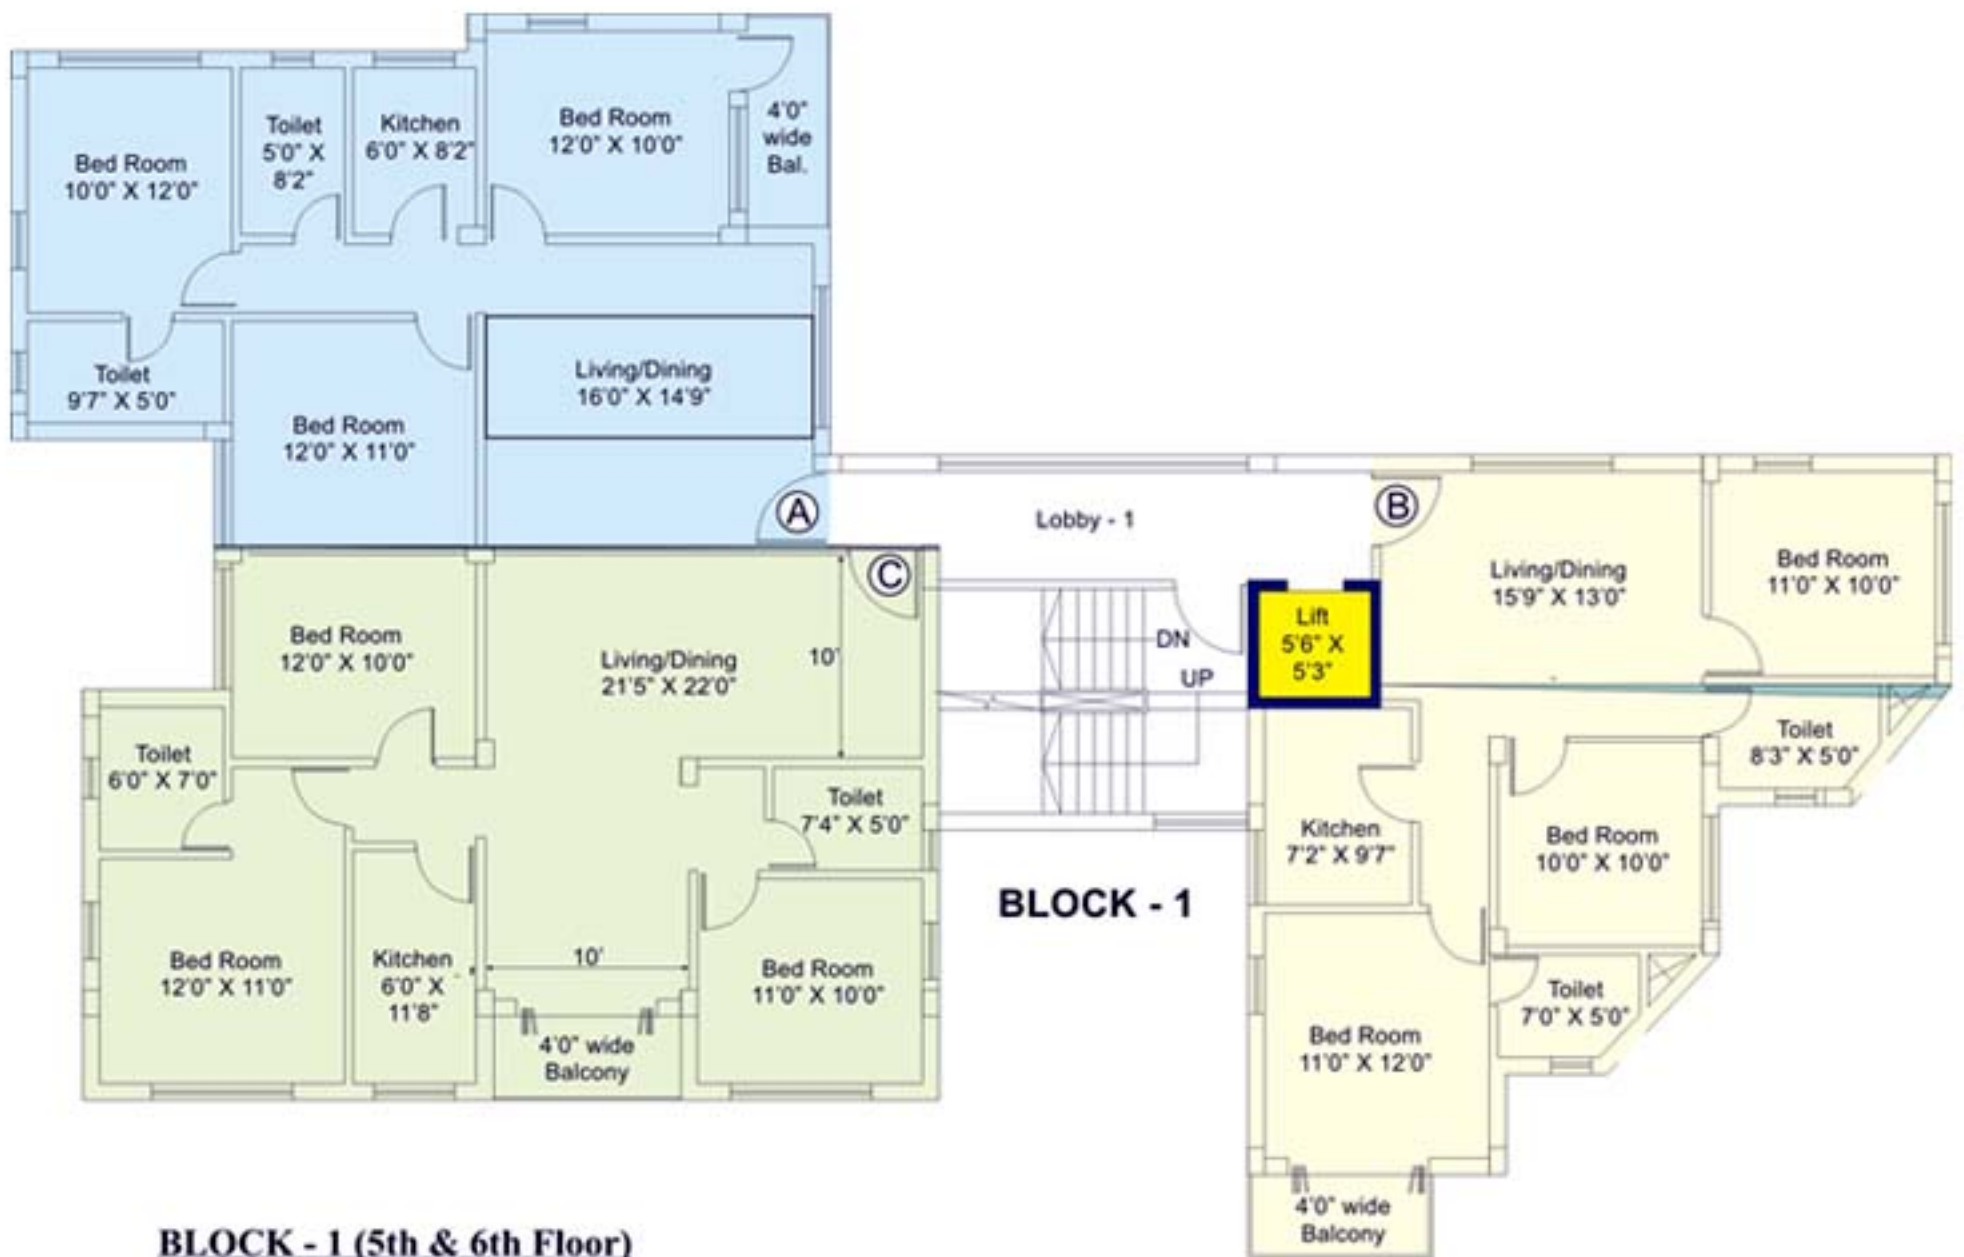 Bed Room
10'0" X 12'0"
Toilet
5'0" X
8'2"
Kitchen
6'0" X 8'2"
Bed Room
12'0" X 10'0"
4'0"
wide
Bal.
Toilet
9'7" X 5'0"
Bed Room
12'0" X 11'0"
Living/Dining
16'0" X 14'9"
A
Lobby - 1
B
Living/Dining
15'9" X 13'0"
Bed Room
11'0" X 10'0"
C
Bed Room
12'0" X 10'0"
Living/Dining
21'5" X 22'0"
10'
DN
UP
Lift
5'6" X
5'3"
Toilet
6'0" X 7'0"
Toilet
7'4" X 5'0"
Toilet
8'3" X 5'0"
Kitchen
7'2" X 9'7"
Bed Room
10'0" X 10'0"
BLOCK - 1
Bed Room
12'0" X 11'0"
Kitchen
6'0" X
11'8"
10'
Bed Room
11'0" X 10'0"
4'0" wide
Balcony
Toilet
7'0" X 5'0"
Bed Room
11'0" X 12'0"
4'0" wide
Balcony
BLOCK - 1 (5th & 6th Floor)